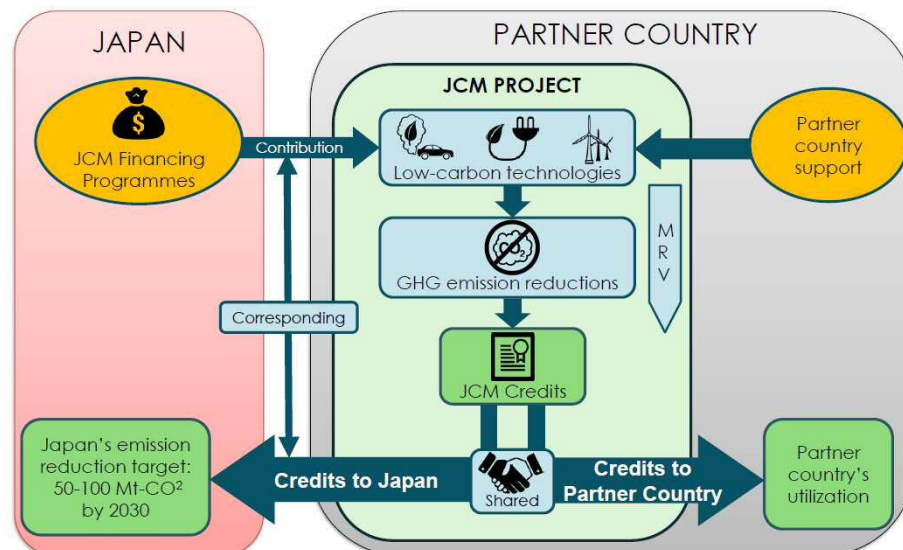 JAPAN
PARTNER COUNTRY
JCM PROJECT
$
JCM Financing
Programmes
Contribution
Low-carbon technologies
Partner
country
support
M
R
V
CO2
GHG emission reductions
Corresponding
JCM Credits
Japan's emission
reduction target:
50-100 Mt-CO²
by 2030
Credits to Japan
Shared
Credits to
Partner Country
Partner
country's
utilization